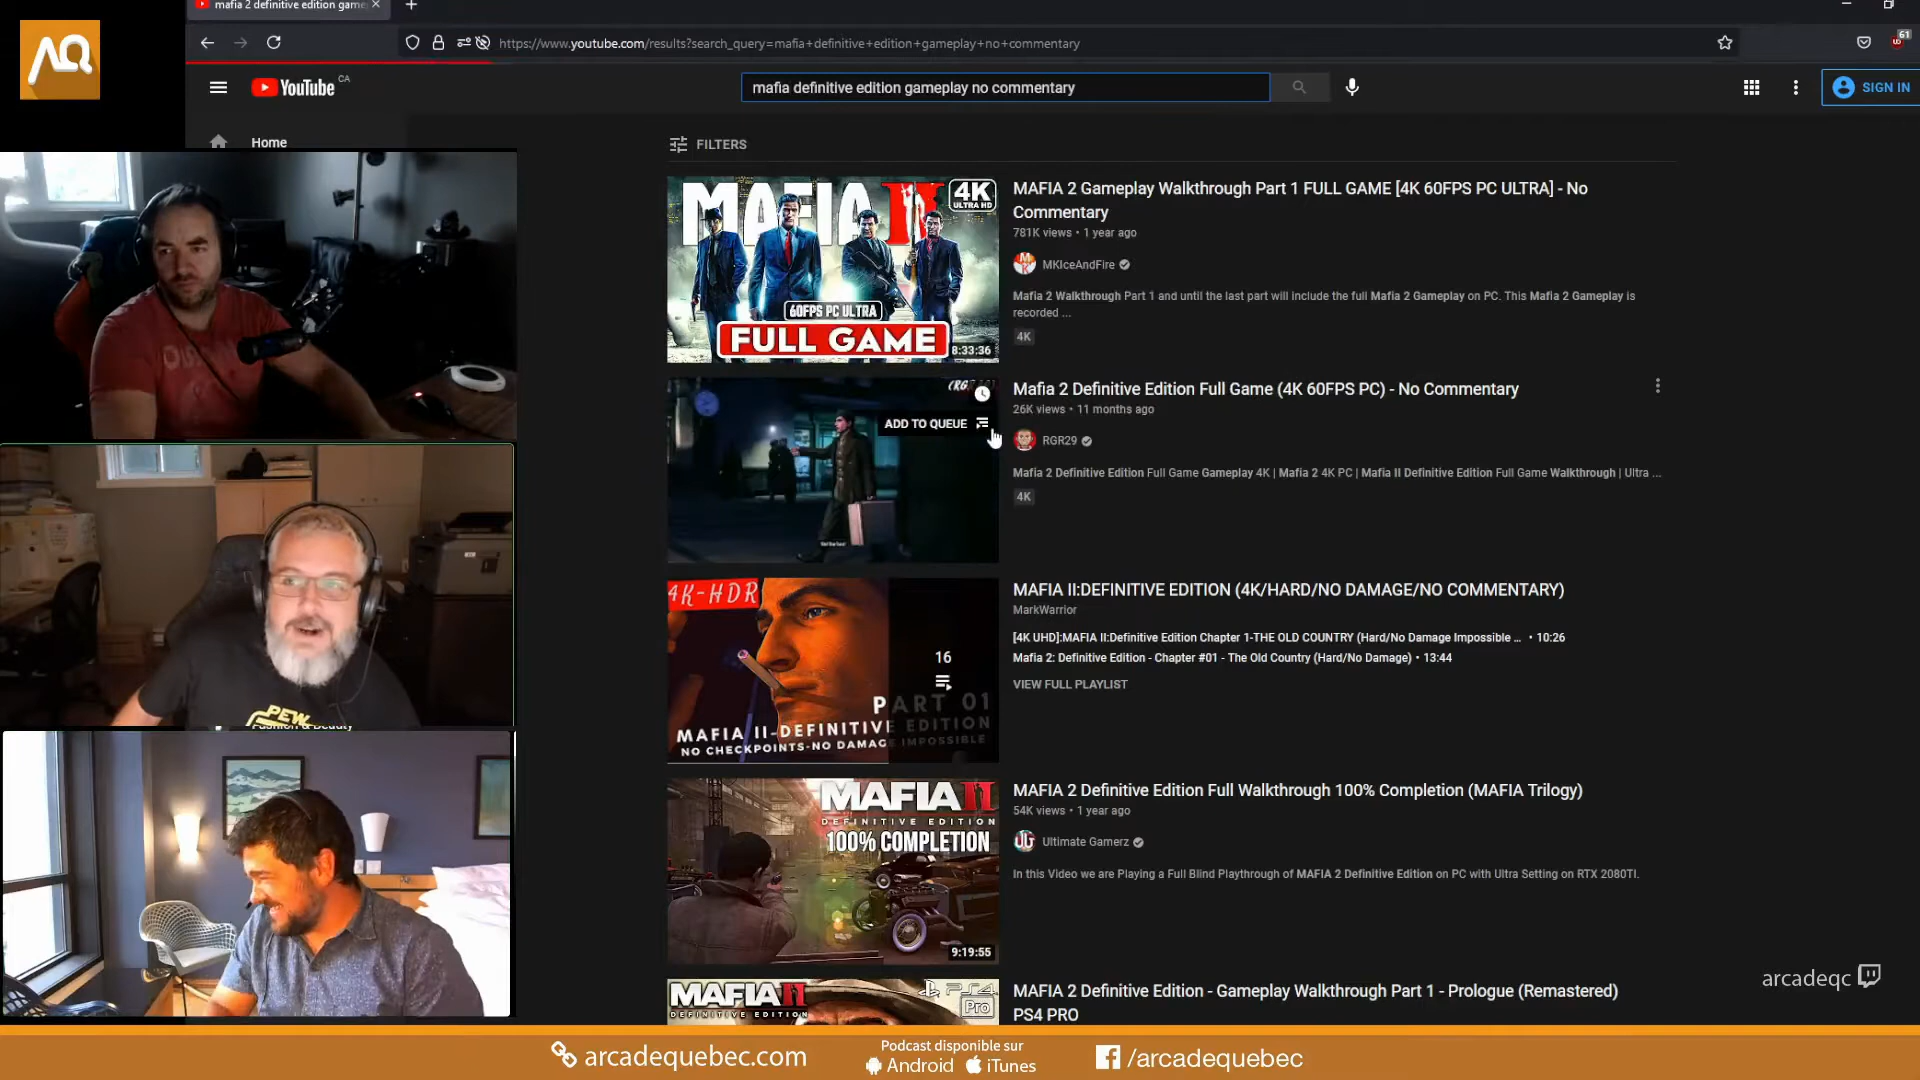 mafia 2 definitive edition game
https://www.youtube.com/results?search_query=mafia+definitive+edition+gameplay+no+commentary
61
AQ
YouTube CA
mafia definitive edition gameplay no commentary
SIGN IN
Home
FILTERS
MAFIA II
4K
ULTRA HD
60FPS PC ULTRA
FULL GAME
8:33:36
MAFIA 2 Gameplay Walkthrough Part 1 FULL GAME [4K 60FPS PC ULTRA] - No
Commentary
781K views • 1 year ago
MKIceAndFire
Mafia 2 Walkthrough Part 1 and until the last part will include the full Mafia 2 Gameplay on PC. This Mafia 2 Gameplay is
recorded ...
4K
ADD TO QUEUE
Mafia 2 Definitive Edition Full Game (4K 60FPS PC) - No Commentary
26K views • 11 months ago
RGR29
Mafia 2 Definitive Edition Full Game Gameplay 4K | Mafia 2 4K PC | Mafia II Definitive Edition Full Game Walkthrough | Ultra ...
4K
4K-HDR
16
PART 01
MAFIA II-DEFINITIVE EDITION
NO CHECKPOINTS-NO DAMAGE IMPOSSIBLE
MAFIA II:DEFINITIVE EDITION (4K/HARD/NO DAMAGE/NO COMMENTARY)
MarkWarrior
[4K UHD]:MAFIA II:Definitive Edition Chapter 1-THE OLD COUNTRY (Hard/No Damage Impossible ... • 10:26
Mafia 2: Definitive Edition - Chapter #01 - The Old Country (Hard/No Damage) • 13:44
VIEW FULL PLAYLIST
PEW
Fashion & Beauty
MAFIA II
DEFINITIVE EDITION
100% COMPLETION
9:19:55
MAFIA 2 Definitive Edition Full Walkthrough 100% Completion (MAFIA Trilogy)
54K views • 1 year ago
UG Ultimate Gamerz
In this Video we are Playing a Full Blind Playthrough of MAFIA 2 Definitive Edition on PC with Ultra Setting on RTX 2080TI.
MAFIA II
DEFINITIVE EDITION
PS4
Pro
MAFIA 2 Definitive Edition - Gameplay Walkthrough Part 1 - Prologue (Remastered)
PS4 PRO
arcadeqc
arcadequebec.com
Podcast disponible sur
Android iTunes
/arcadequebec